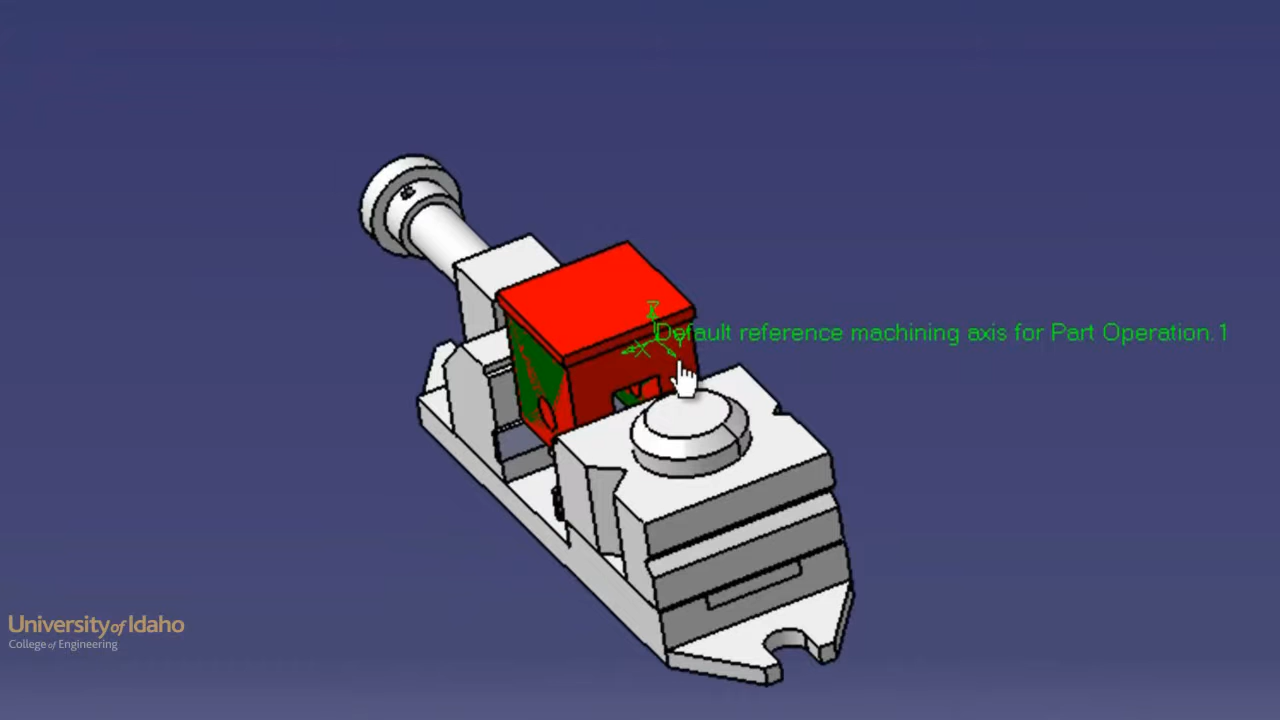 Z
Default reference machining axis for Part Operation.1
Y
X
University of Idaho
College of Engineering